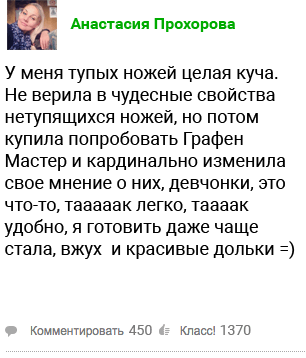 Анастасия Прохорова
У меня тупых ножей целая куча.
Не верила в чудесные свойства
нетупящихся ножей, но потом
купила попробовать Графен
Мастер и кардинально изменила
свое мнение о них, девчонки, это
что-то, тааааак легко, таааак
удобно, я готовить даже чаще
стала, вжух  и красивые дольки =)
Комментировать 450 Класс! 1370